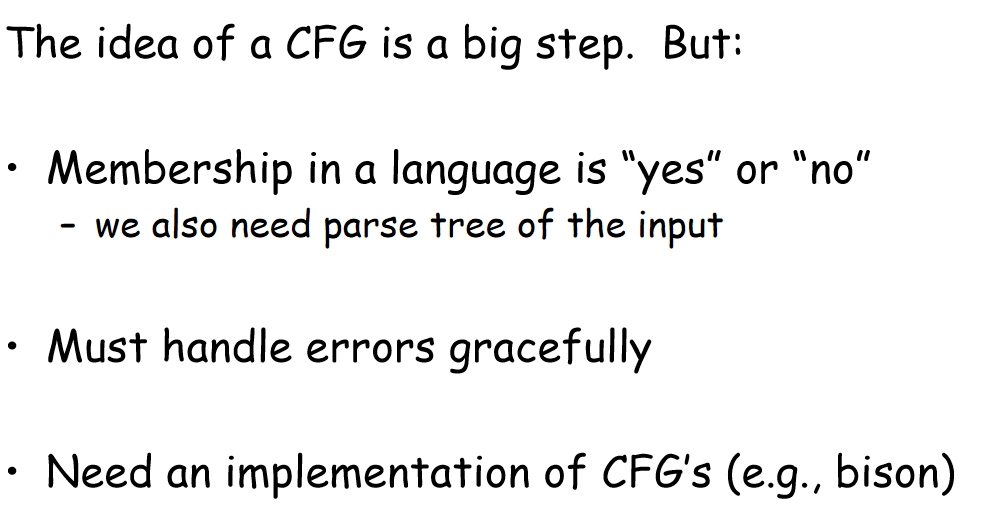 The idea of a CFG is a big step.  But:
• Membership in a language is “yes” or “no”
– we also need parse tree of the input
• Must handle errors gracefully
• Need an implementation of CFG’s (e.g., bison)